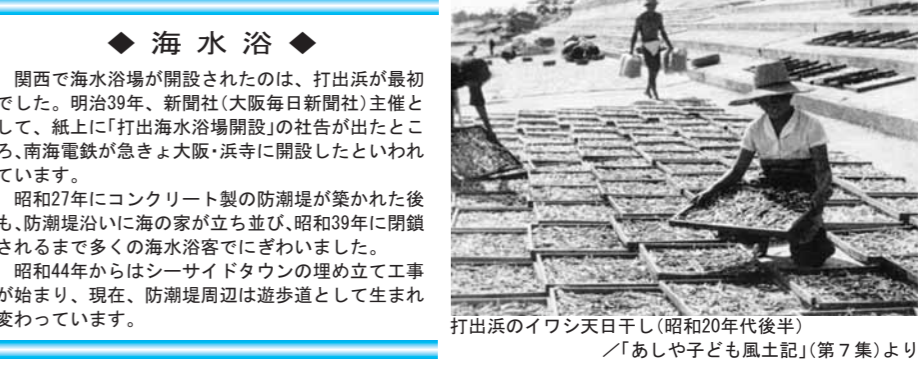 ◆ 海 水 浴 ◆
関西で海水浴場が開設されたのは、打出浜が最初
でした。明治39年、新聞社(大阪毎日新聞社)主催と
して、紙上に「打出海水浴場開設」の社告が出たとこ
ろ、南海電鉄が急きょ大阪・浜寺に開設したといわれ
ています。
昭和27年にコンクリート製の防潮堤が築かれた後
も、防潮堤沿いに海の家が立ち並び、昭和39年に閉鎖
されるまで多くの海水浴客でにぎわいました。
昭和44年からはシーサイドタウンの埋め立て工事
が始まり、現在、防潮堤周辺は遊歩道として生まれ
変わっています。
打出浜のイワシ天日干し(昭和20年代後半)
／「あしや子ども風土記」(第７集)より